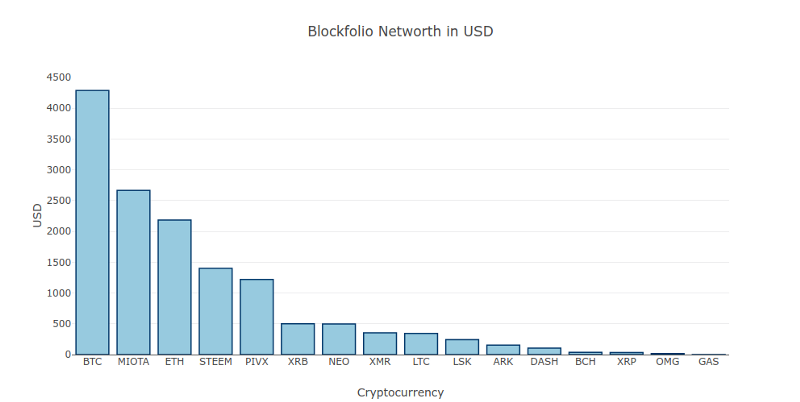 Blockfolio Networth in USD
4500
4000
3500
3000
2500
2000
1500
1000
500
0
USD
BTC MIOTA ETH STEEM PIVX XRB NEO XMR LTC LSK ARK DASH BCH XRP OMG GAS
Cryptocurrency